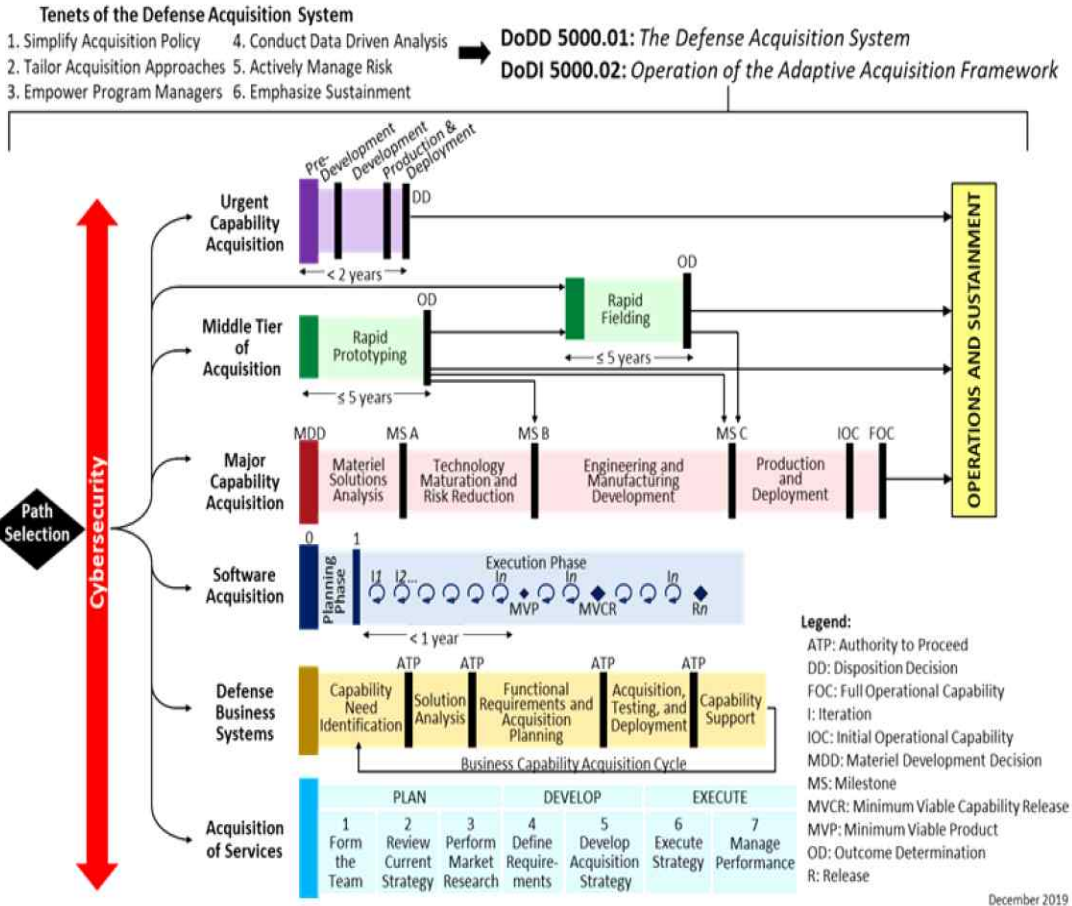 Tenets of the Defense Acquisition System
1. Simplify Acquisition Policy
2. Tailor Acquisition Approaches
3. Empower Program Managers
4. Conduct Data Driven Analysis
5. Actively Manage Risk
6. Emphasize Sustainment
DoDD 5000.01: The Defense Acquisition System
DoDI 5000.02: Operation of the Adaptive Acquisition Framework
Path
Selection
Cybersecurity
Urgent
Capability
Acquisition
Pre-
Development
Development
Production &
Deployment
DD
< 2 years
Middle Tier
of
Acquisition
Rapid
Prototyping
OD
≤ 5 years
Rapid
Fielding
OD
≤ 5 years
Major
Capability
Acquisition
MDD
MS A
MS B
MS C
IOC
FOC
Materiel
Solutions
Analysis
Technology
Maturation and
Risk Reduction
Engineering and
Manufacturing
Development
Production
and
Deployment
Software
Acquisition
0
1
Planning
Phase
Execution Phase
I1
I2...
In
In
In
MVP
MVCR
Rn
< 1 year
Defense
Business
Systems
ATP
ATP
ATP
ATP
Capability
Need
Identification
Solution
Analysis
Functional
Requirements and
Acquisition
Planning
Acquisition,
Testing, and
Deployment
Capability
Support
Business Capability Acquisition Cycle
Acquisition
of Services
PLAN
DEVELOP
EXECUTE
1
Form
the
Team
2
Review
Current
Strategy
3
Perform
Market
Research
4
Define
Require-
ments
5
Develop
Acquisition
Strategy
6
Execute
Strategy
7
Manage
Performance
OPERATIONS AND SUSTAINMENT
Legend:
ATP: Authority to Proceed
DD: Disposition Decision
FOC: Full Operational Capability
I: Iteration
IOC: Initial Operational Capability
MDD: Materiel Development Decision
MS: Milestone
MVCR: Minimum Viable Capability Release
MVP: Minimum Viable Product
OD: Outcome Determination
R: Release
December 2019